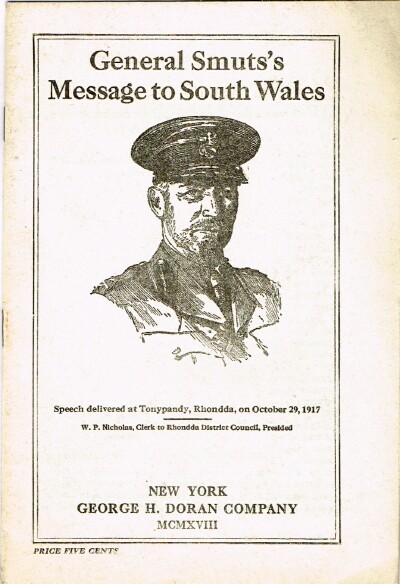 General Smuts's
Message to South Wales
Speech delivered at Tonypandy, Rhondda, on October 29, 1917
W. P. Nicholas, Clerk to Rhondda District Council, Presided
NEW YORK
GEORGE H. DORAN COMPANY
MCMXVIII
PRICE FIVE CENTS